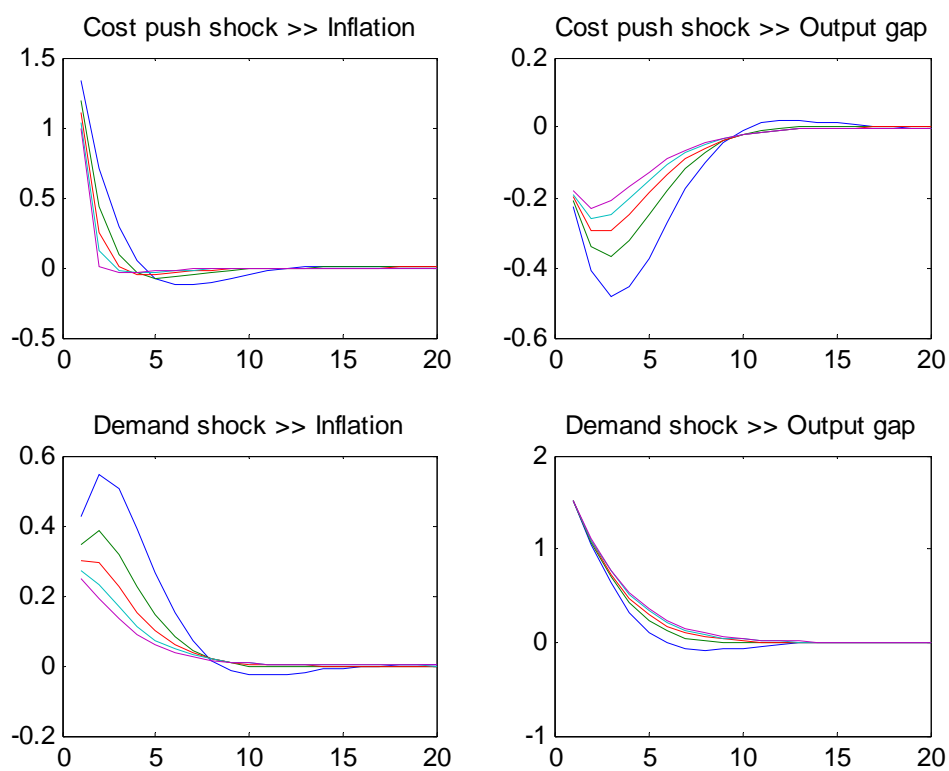 Cost push shock >> Inflation
1.5
1
0.5
0
-0.5
0 5 10 15 20
Cost push shock >> Output gap
0.2
0
-0.2
-0.4
-0.6
0 5 10 15 20
Demand shock >> Inflation
0.6
0.4
0.2
0
-0.2
0 5 10 15 20
Demand shock >> Output gap
2
1
0
-1
0 5 10 15 20